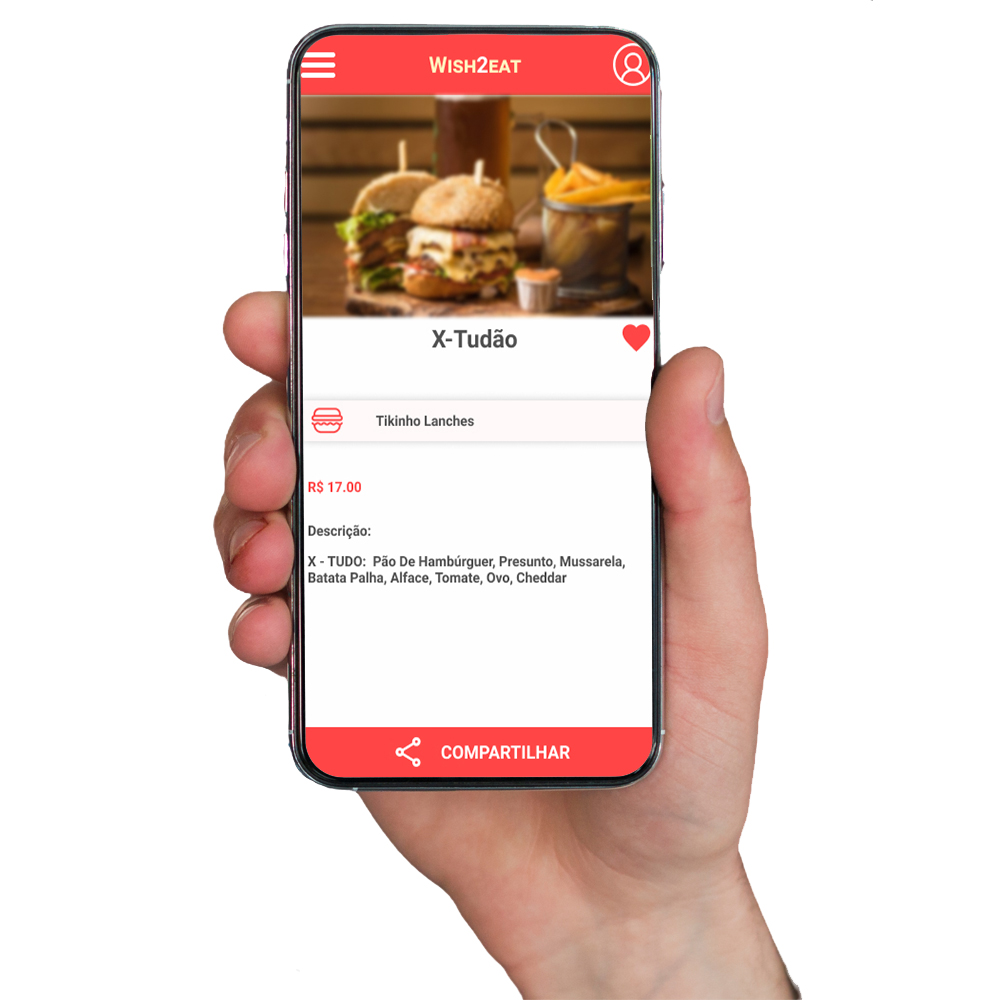 Wish2eat
X-Tudão
Tikinho Lanches
R$ 17.00
Descrição:
X - TUDO:  Pão De Hambúrguer, Presunto, Mussarela,
Batata Palha, Alface, Tomate, Ovo, Cheddar
COMPARTILHAR